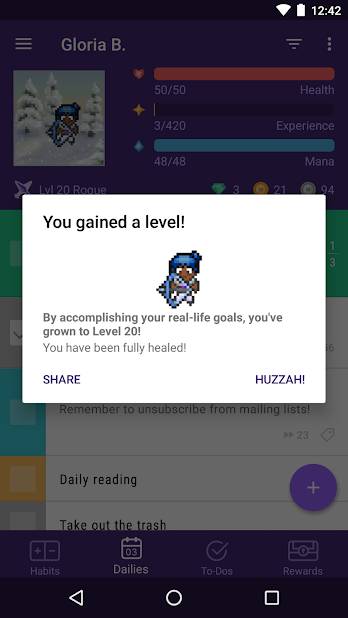 12:42
Gloria B.
50/50 Health
3/420 Experience
48/48 Mana
Lvl 20 Rogue 3 21 94
You gained a level!
1
3
By accomplishing your real-life goals, you've
grown to Level 20!
You have been fully healed!
56
SHARE HUZZAH!
Remember to unsubscribe from mailing lists!
23
Daily reading
+
Take out the trash
03
Habits Dailies To-Dos Rewards